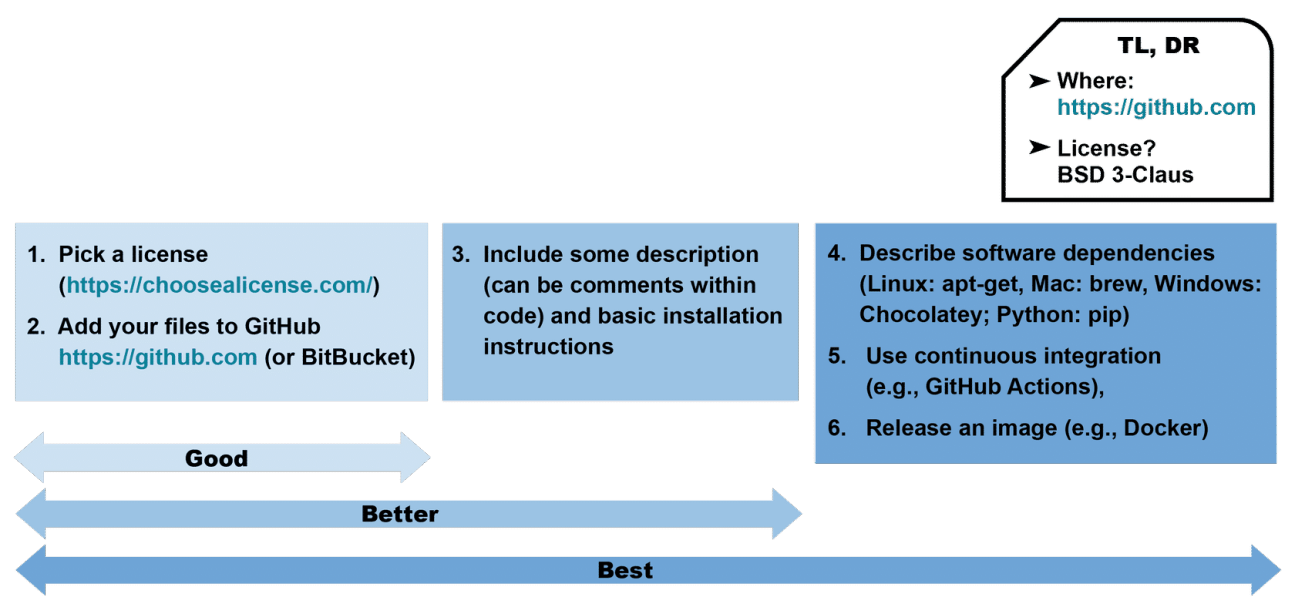 TL, DR
➤ Where:
https://github.com
➤ License?
BSD 3-Claus
1. Pick a license
(https://choosealicense.com/)
2. Add your files to GitHub
https://github.com (or BitBucket)
3. Include some description
(can be comments within
code) and basic installation
instructions
4. Describe software dependencies
(Linux: apt-get, Mac: brew, Windows:
Chocolatey; Python: pip)
5. Use continuous integration
(e.g., GitHub Actions),
6. Release an image (e.g., Docker)
Good
Better
Best